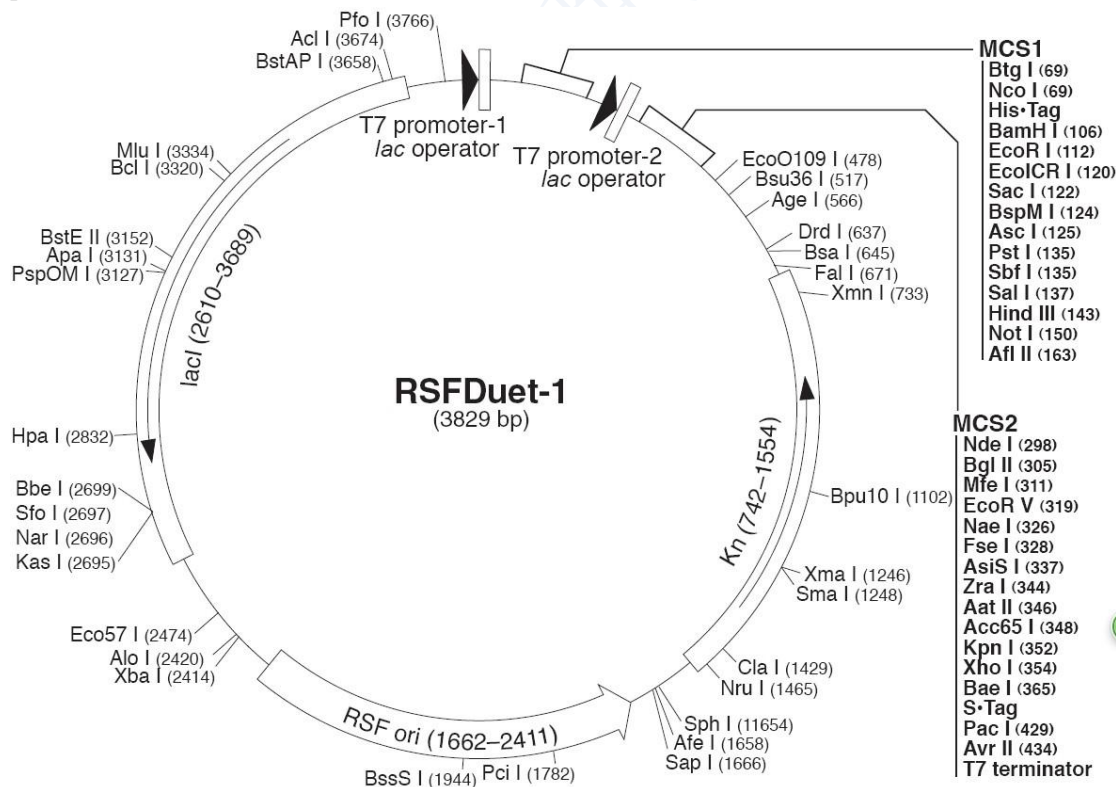 Pfo I (3766)
Acl I (3674)
BstAP I (3658)
T7 promoter-1
lac operator
T7 promoter-2
lac operator
MCS1
Btg I (69)
Nco I (69)
His•Tag
BamH I (106)
EcoR I (112)
EcoICR I (120)
Sac I (122)
BspM I (124)
Asc I (125)
Pst I (135)
Sbf I (135)
Sal I (137)
Hind III (143)
Not I (150)
Afl II (163)
EcoO109 I (478)
Bsu36 I (517)
Age I (566)
Drd I (637)
Bsa I (645)
Fal I (671)
Xmn I (733)
Mlu I (3334)
Bcl I (3320)
BstE II (3152)
Apa I (3131)
PspOM I (3127)
lacI (2610–3689)
RSFDuet-1
(3829 bp)
Kn (742–1554)
Hpa I (2832)
Bbe I (2699)
Sfo I (2697)
Nar I (2696)
Kas I (2695)
Bpu10 I (1102)
Xma I (1246)
Sma I (1248)
MCS2
Nde I (298)
Bgl II (305)
Mfe I (311)
EcoR V (319)
Nae I (326)
Fse I (328)
AsiS I (337)
Zra I (344)
Aat II (346)
Acc65 I (348)
Kpn I (352)
Xho I (354)
Bae I (365)
S•Tag
Pac I (429)
Avr II (434)
T7 terminator
Eco57 I (2474)
Alo I (2420)
Xba I (2414)
Cla I (1429)
Nru I (1465)
RSF ori (1662–2411)
Sph I (11654)
Afe I (1658)
Sap I (1666)
BssS I (1944)
Pci I (1782)